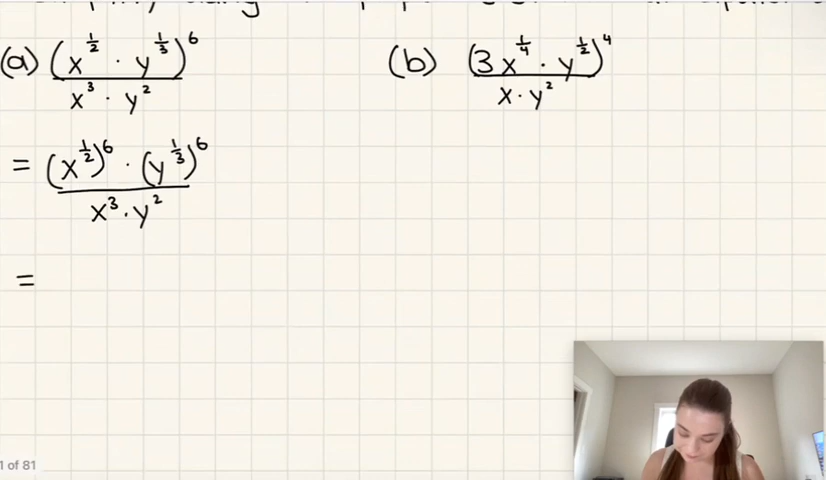 (a) (x^{1/2} · y^{1/3})^6 / x^3 · y^2
(b) (3x^{1/4} · y^{1/2})^4 / x · y^2
= (x^{1/2})^6 · (y^{1/3})^6 / x^3 · y^2
=
1 of 81